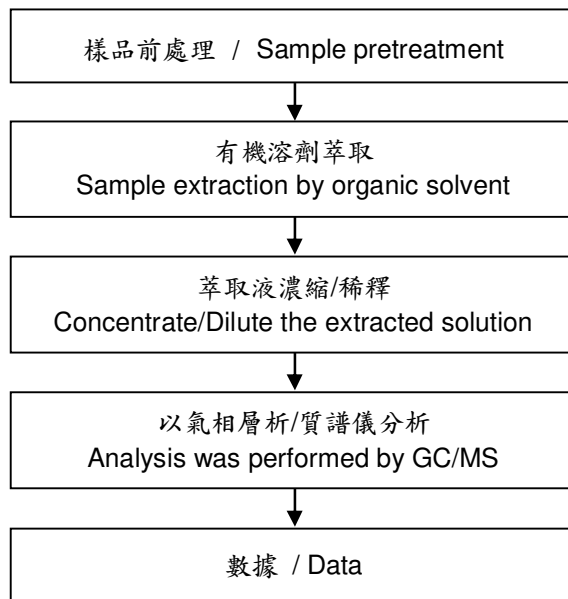 樣品前處理 / Sample pretreatment
有機溶劑萃取
Sample extraction by organic solvent
萃取液濃縮/稀釋
Concentrate/Dilute the extracted solution
以氣相層析/質譜儀分析
Analysis was performed by GC/MS
數據 / Data